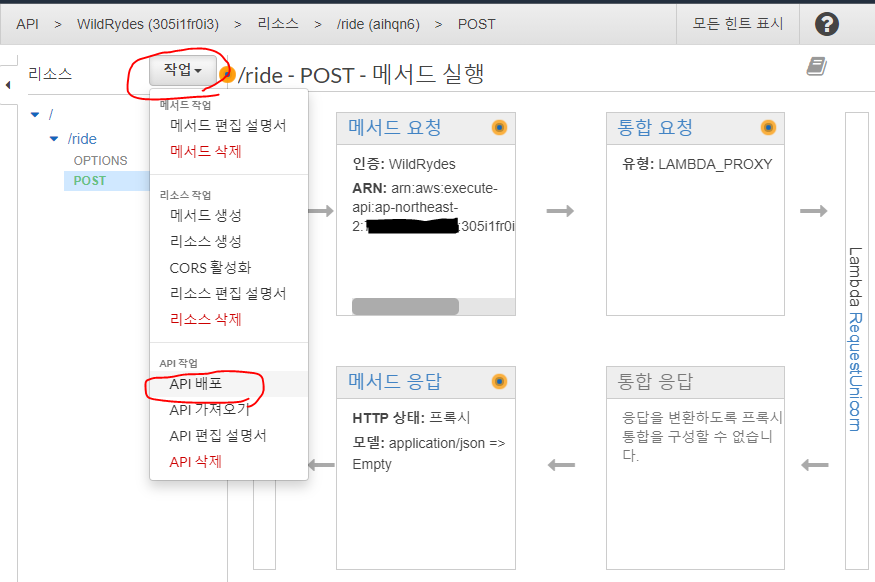 API > WildRydes (305i1fr0i3) > 리소스 > /ride (aihqn6) > POST
모든 힌트 표시
?
리소스
작업
/ride - POST - 메서드 실행
/
/ride
OPTIONS
POST
메서드 작업
메서드 편집 설명서
메서드 삭제
리소스 작업
메서드 생성
리소스 생성
CORS 활성화
리소스 편집 설명서
리소스 삭제
API 작업
API 배포
API 가져오기
API 편집 설명서
API 삭제
메서드 요청
인증: WildRydes
ARN: arn:aws:execute-
api:ap-northeast-
2::305i1fr0i
통합 요청
유형: LAMBDA_PROXY
Lambda RequestUnicorn
메서드 응답
HTTP 상태: 프록시
모델: application/json =>
Empty
통합 응답
응답을 변환하도록 프록시
통합을 구성할 수 없습니
다.